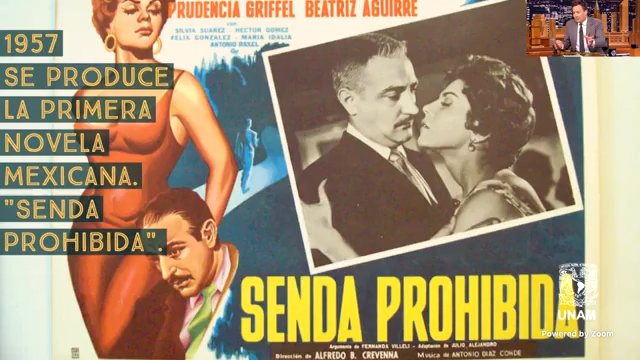 1957
SE PRODUCE
LA PRIMERA
NOVELA
MEXICANA.
"SENDA
PROHIBIDA".
PRUDENCIA GRIFFEL BEATRIZ AGUIRRE
con
SILVIA SUAREZ • HECTOR GOMEZ
FELIX GONZALEZ • MARIA IDALIA
ANTONIO BEXEL
SENDA PROHIBIDA
Argumento de FERNANDA VILLELI - Adaptación de JULIO ALEJANDRO
Dirección de ALFREDO B. CREVENNA Música de ANTONIO DIAZ CONDE
UNAM
Powered by Zoom